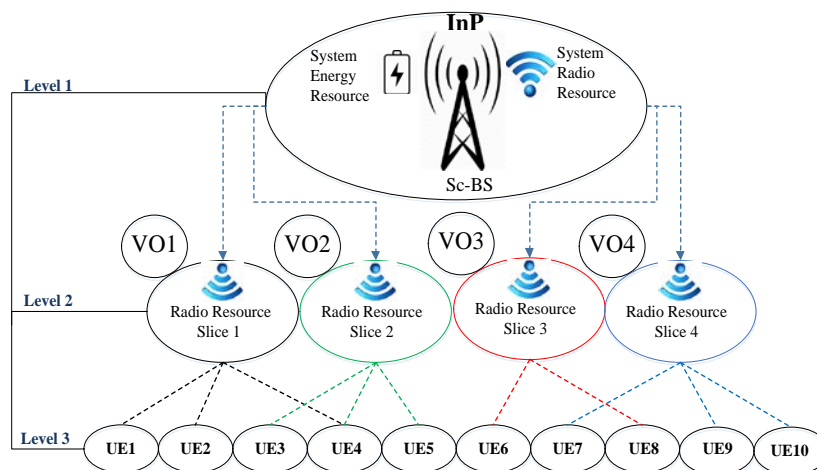 InP
System
Energy
Resource
System
Radio
Resource
Level 1
Sc-BS
VO1
VO2
VO3
VO4
Level 2
Radio Resource
Slice 1
Radio Resource
Slice 2
Radio Resource
Slice 3
Radio Resource
Slice 4
Level 3
UE1
UE2
UE3
UE4
UE5
UE6
UE7
UE8
UE9
UE10